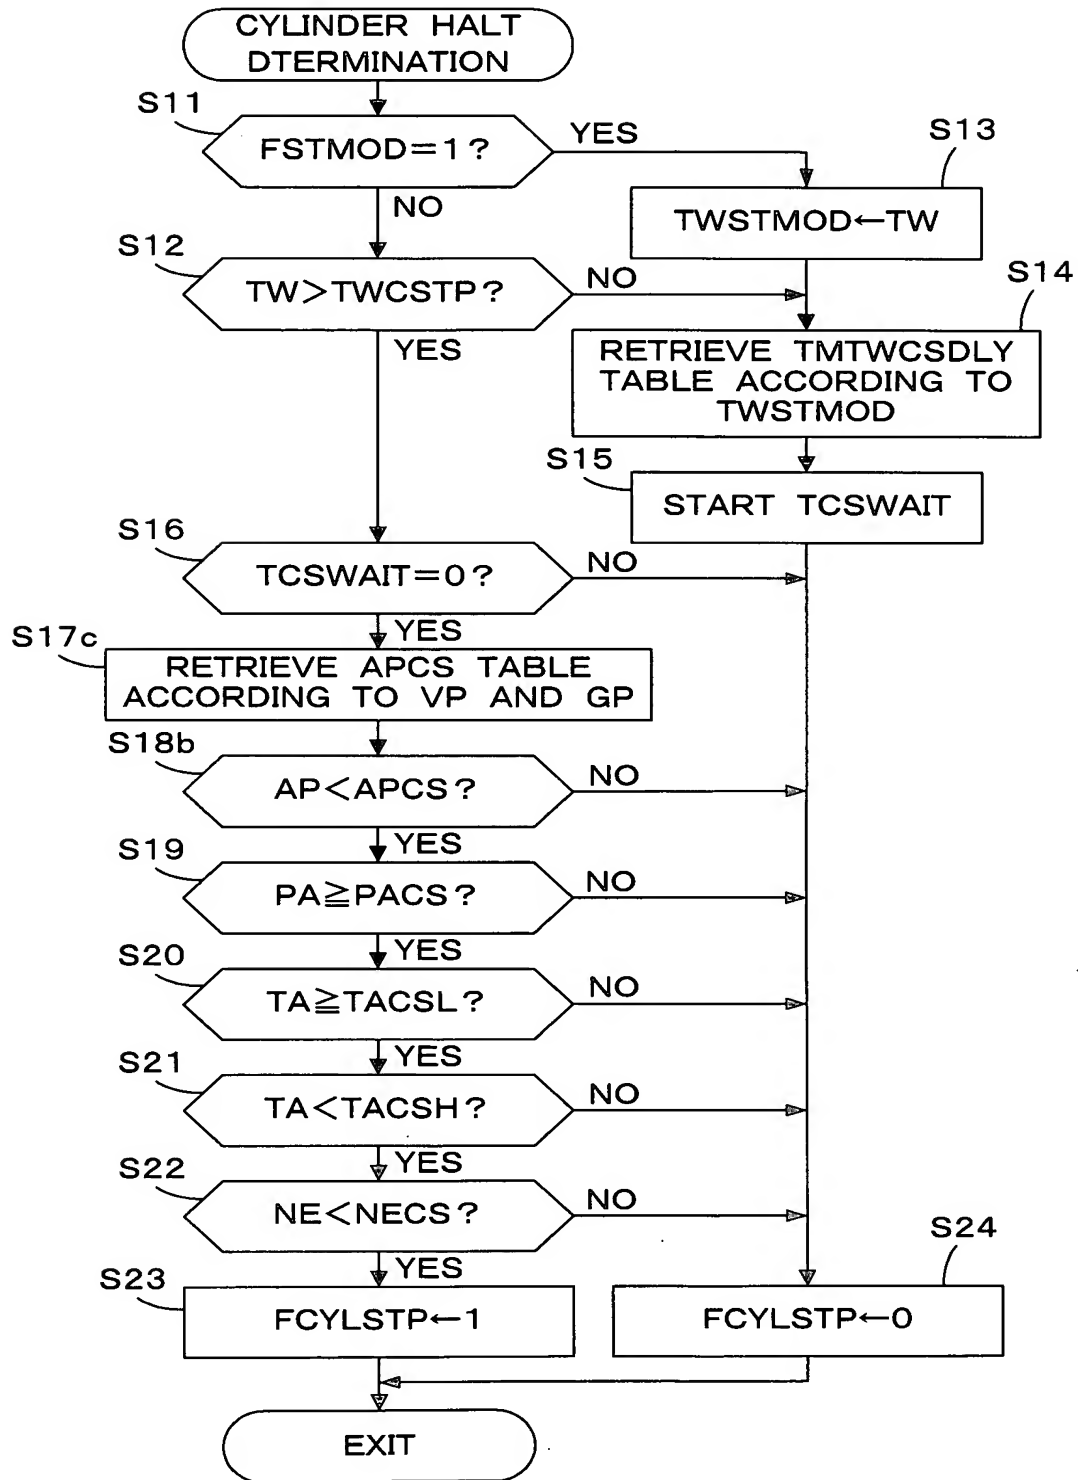 CYLINDER HALT
DTERMINATION
S11
FSTMOD=1?
YES
NO
S13
TWSTMOD←TW
S12
TW>TWCSTP?
NO
YES
S14
RETRIEVE TMTWCSDLY
TABLE ACCORDING TO
TWSTMOD
S15
START TCSWAIT
S16
TCSWAIT=0?
NO
YES
S17c
RETRIEVE APCS TABLE
ACCORDING TO VP AND GP
S18b
AP<APCS?
NO
YES
S19
PA≧PACS?
NO
YES
S20
TA≧TACSL?
NO
YES
S21
TA<TACSH?
NO
YES
S22
NE<NECS?
NO
YES
S23
FCYLSTP←1
S24
FCYLSTP←0
EXIT